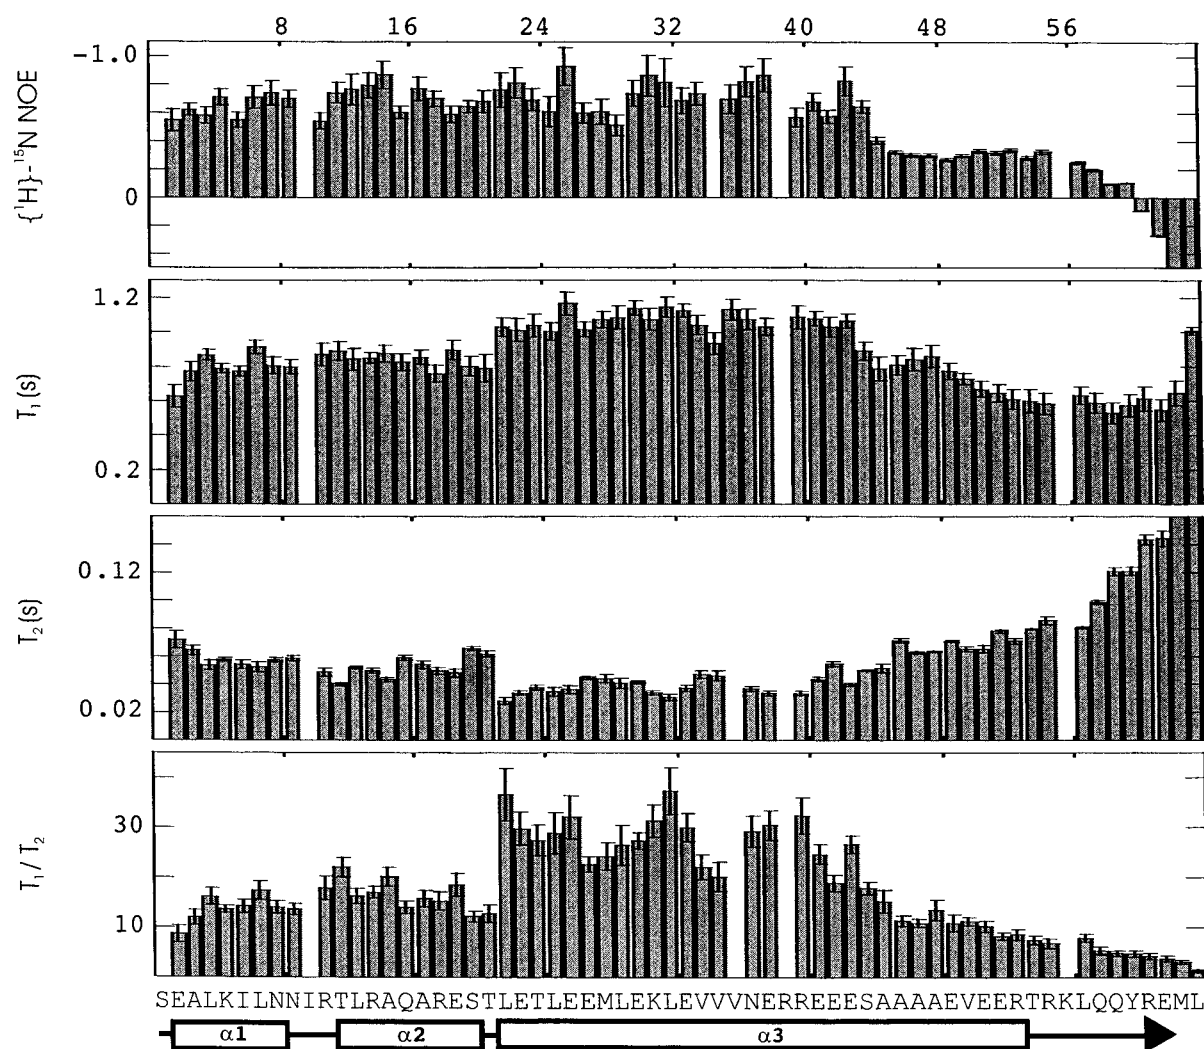 8 16 24 32 40 48 56
{¹H}-¹⁵N NOE
-1.0
0
T₁(s)
1.2
0.2
T₂(s)
0.12
0.02
T₁/T₂
30
10
SEALKILNNIRTLRAQARESTLETLEEMLEKLEVVVNERREEESAAAAEVEERTRKLQQYREML
α1 α2 α3